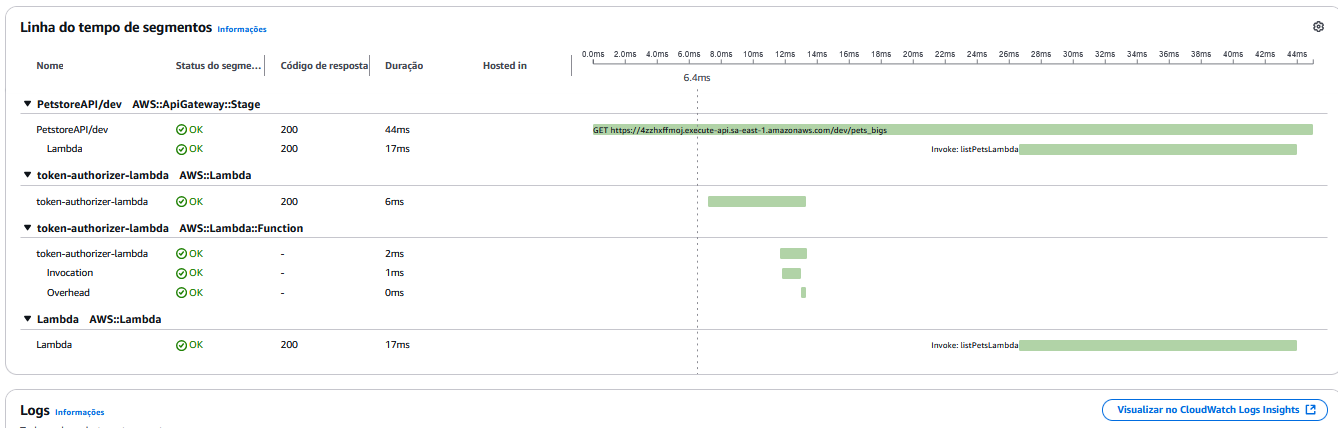 Linha do tempo de segmentos Informações
0.0ms 2.0ms 4.0ms 6.0ms 8.0ms 10ms 12ms 14ms 16ms 18ms 20ms 22ms 24ms 26ms 28ms 30ms 32ms 34ms 36ms 38ms 40ms 42ms 44ms
Nome Status do segme... Código de resposta Duração Hosted in
6.4ms
PetstoreAPI/dev AWS::ApiGateway::Stage
PetstoreAPI/dev OK 200 44ms GET https://4zzhxffmoj.execute-api.sa-east-1.amazonaws.com/dev/pets_bigs
Lambda OK 200 17ms Invoke: listPetsLambda
token-authorizer-lambda AWS::Lambda
token-authorizer-lambda OK 200 6ms
token-authorizer-lambda AWS::Lambda::Function
token-authorizer-lambda OK - 2ms
Invocation OK - 1ms
Overhead OK - 0ms
Lambda AWS::Lambda
Lambda OK 200 17ms Invoke: listPetsLambda
Logs Informações
Visualizar no CloudWatch Logs Insights